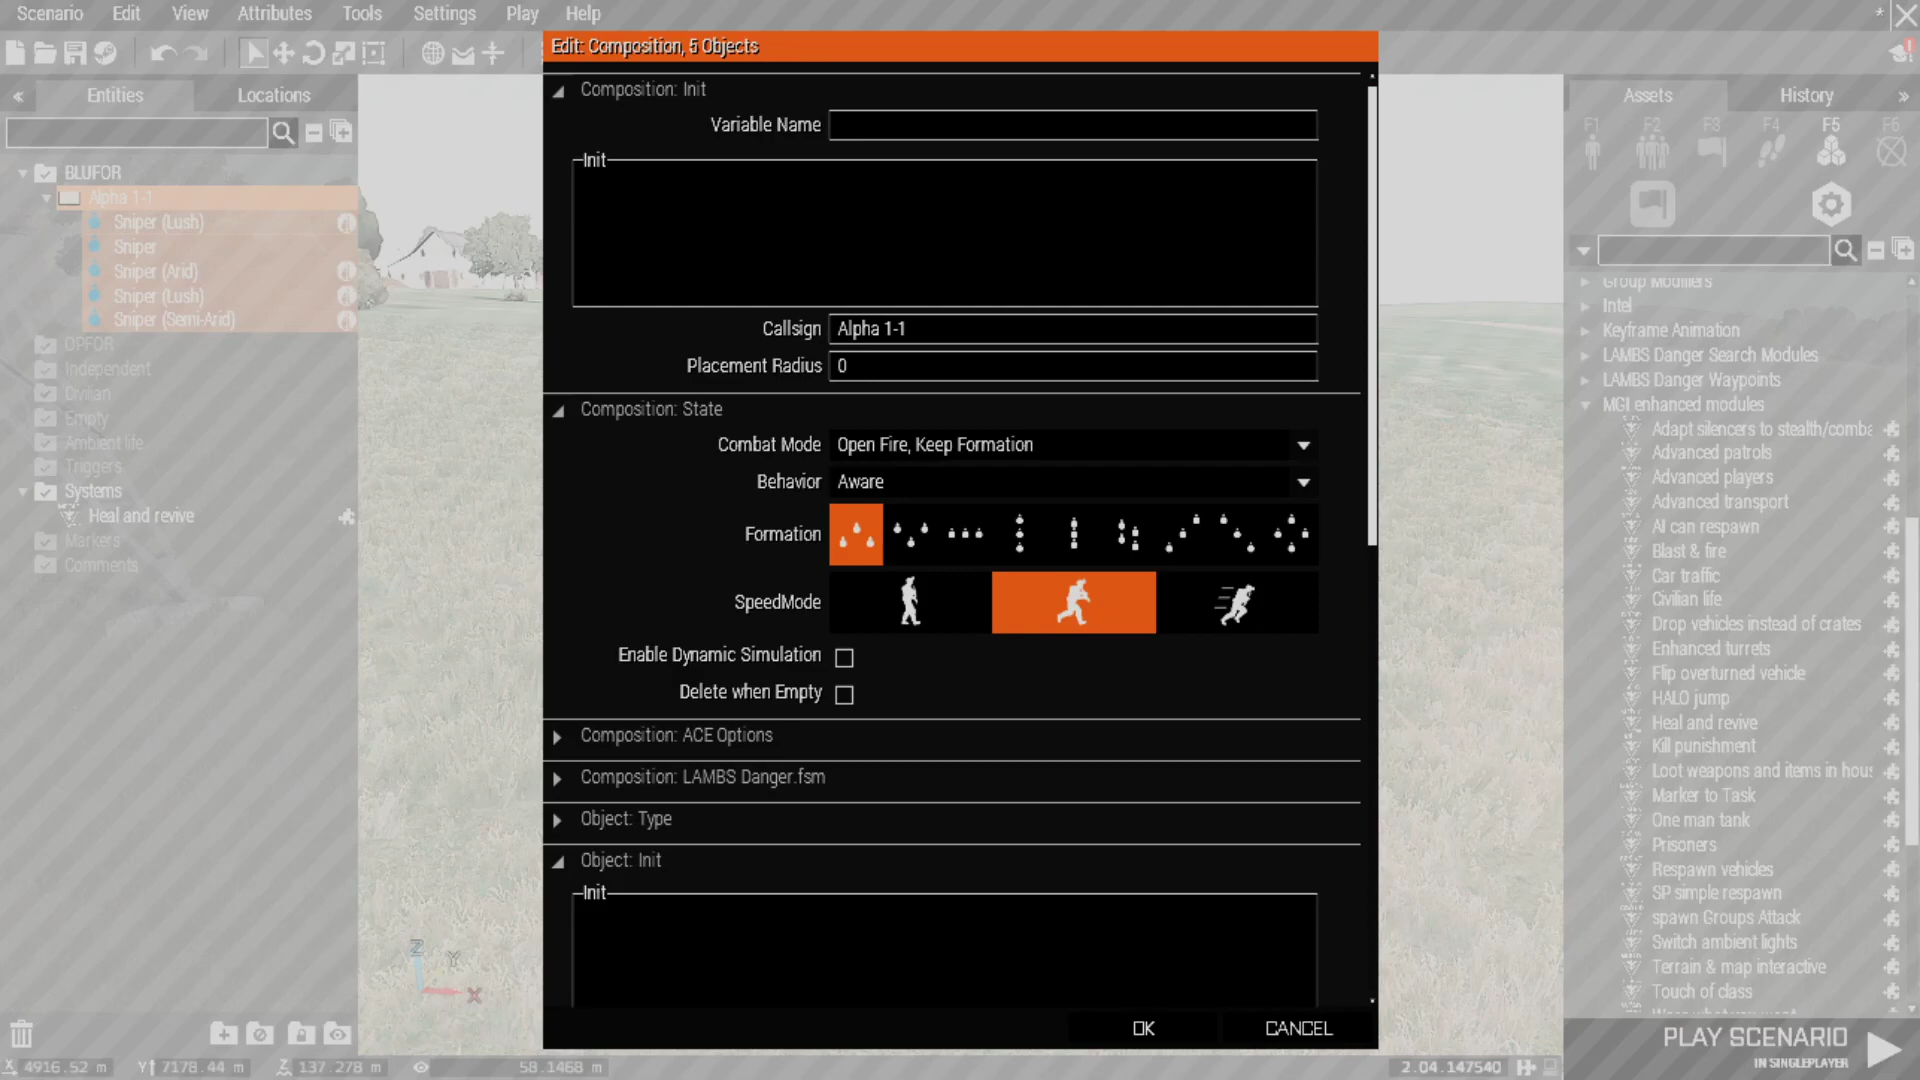 Scenario Edit View Attributes Tools Settings Play Help
*
Edit: Composition, 5 Objects
Entities Locations
BLUFOR
Alpha 1-1
Sniper (Lush)
Sniper
Sniper (Arid)
Sniper (Lush)
Sniper (Semi-Arid)
OPFOR
Independent
Civilian
Empty
Ambient life
Triggers
Systems
Heal and revive
Markers
Comments
Composition: Init
Variable Name
Init
Callsign Alpha 1-1
Placement Radius 0
Composition: State
Combat Mode Open Fire, Keep Formation
Behavior Aware
Formation
SpeedMode
Enable Dynamic Simulation
Delete when Empty
Composition: ACE Options
Composition: LAMBS Danger.fsm
Object: Type
Object: Init
Init
OK CANCEL
Assets History
F1 F2 F3 F4 F5 F6
Group Modifiers
Intel
Keyframe Animation
LAMBS Danger Search Modules
LAMBS Danger Waypoints
MGI enhanced modules
Adapt silencers to stealth/comba
Advanced patrols
Advanced players
Advanced transport
AI can respawn
Blast & fire
Car traffic
Civilian life
Drop vehicles instead of crates
Enhanced turrets
Flip overturned vehicle
HALO jump
Heal and revive
Kill punishment
Loot weapons and items in hou
Marker to Task
One man tank
Prisoners
Respawn vehicles
SP simple respawn
spawn Groups Attack
Switch ambient lights
Terrain & map interactive
Touch of class
PLAY SCENARIO
IN SINGLEPLAYER
Z Y X
X 4916.52 m Y 7178.44 m Z 137.278 m 58.1468 m 2.04.147540